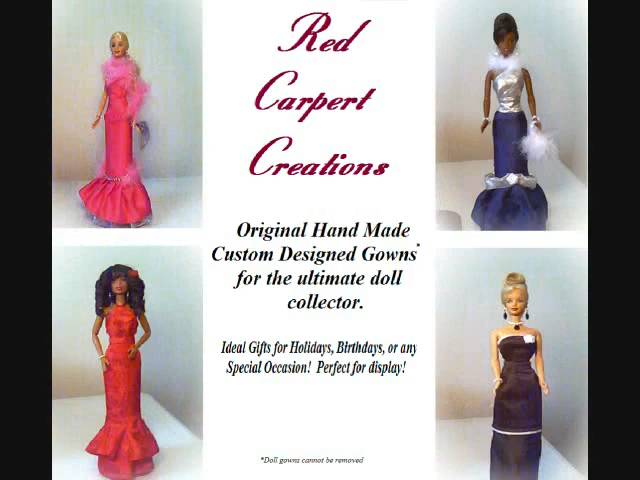 Red
Carpert
Creations
Original Hand Made
Custom Designed Gowns*
for the ultimate doll
collector.
Ideal Gifts for Holidays, Birthdays, or any
Special Occasion! Perfect for display!
*Doll gowns cannot be removed